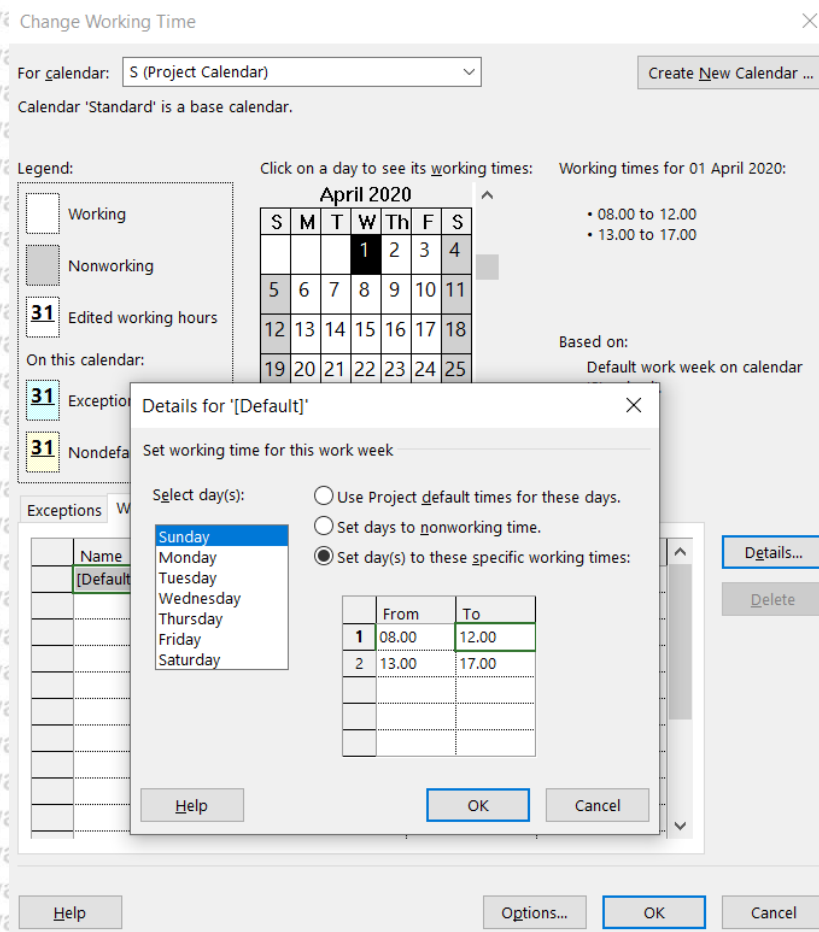 Change Working Time
For calendar: S (Project Calendar)
Create New Calendar ...
Calendar 'Standard' is a base calendar.
Legend:
Working
Nonworking
31 Edited working hours
On this calendar:
31
31
Click on a day to see its working times:
April 2020
S M T W Th F S
1 2 3 4
5 6 7 8 9 10 11
12 13 14 15 16 17 18
19 20 21 22 23 24 25
Working times for 01 April 2020:
• 08.00 to 12.00
• 13.00 to 17.00
Based on:
Default work week on calendar
Exceptions
Name
Details...
Delete
Details for '[Default]'
Set working time for this work week
Select day(s):
Sunday
Monday
Tuesday
Wednesday
Thursday
Friday
Saturday
Use Project default times for these days.
Set days to nonworking time.
Set day(s) to these specific working times:
From To
1 08.00 12.00
2 13.00 17.00
Help
OK
Cancel
Help
Options...
OK
Cancel